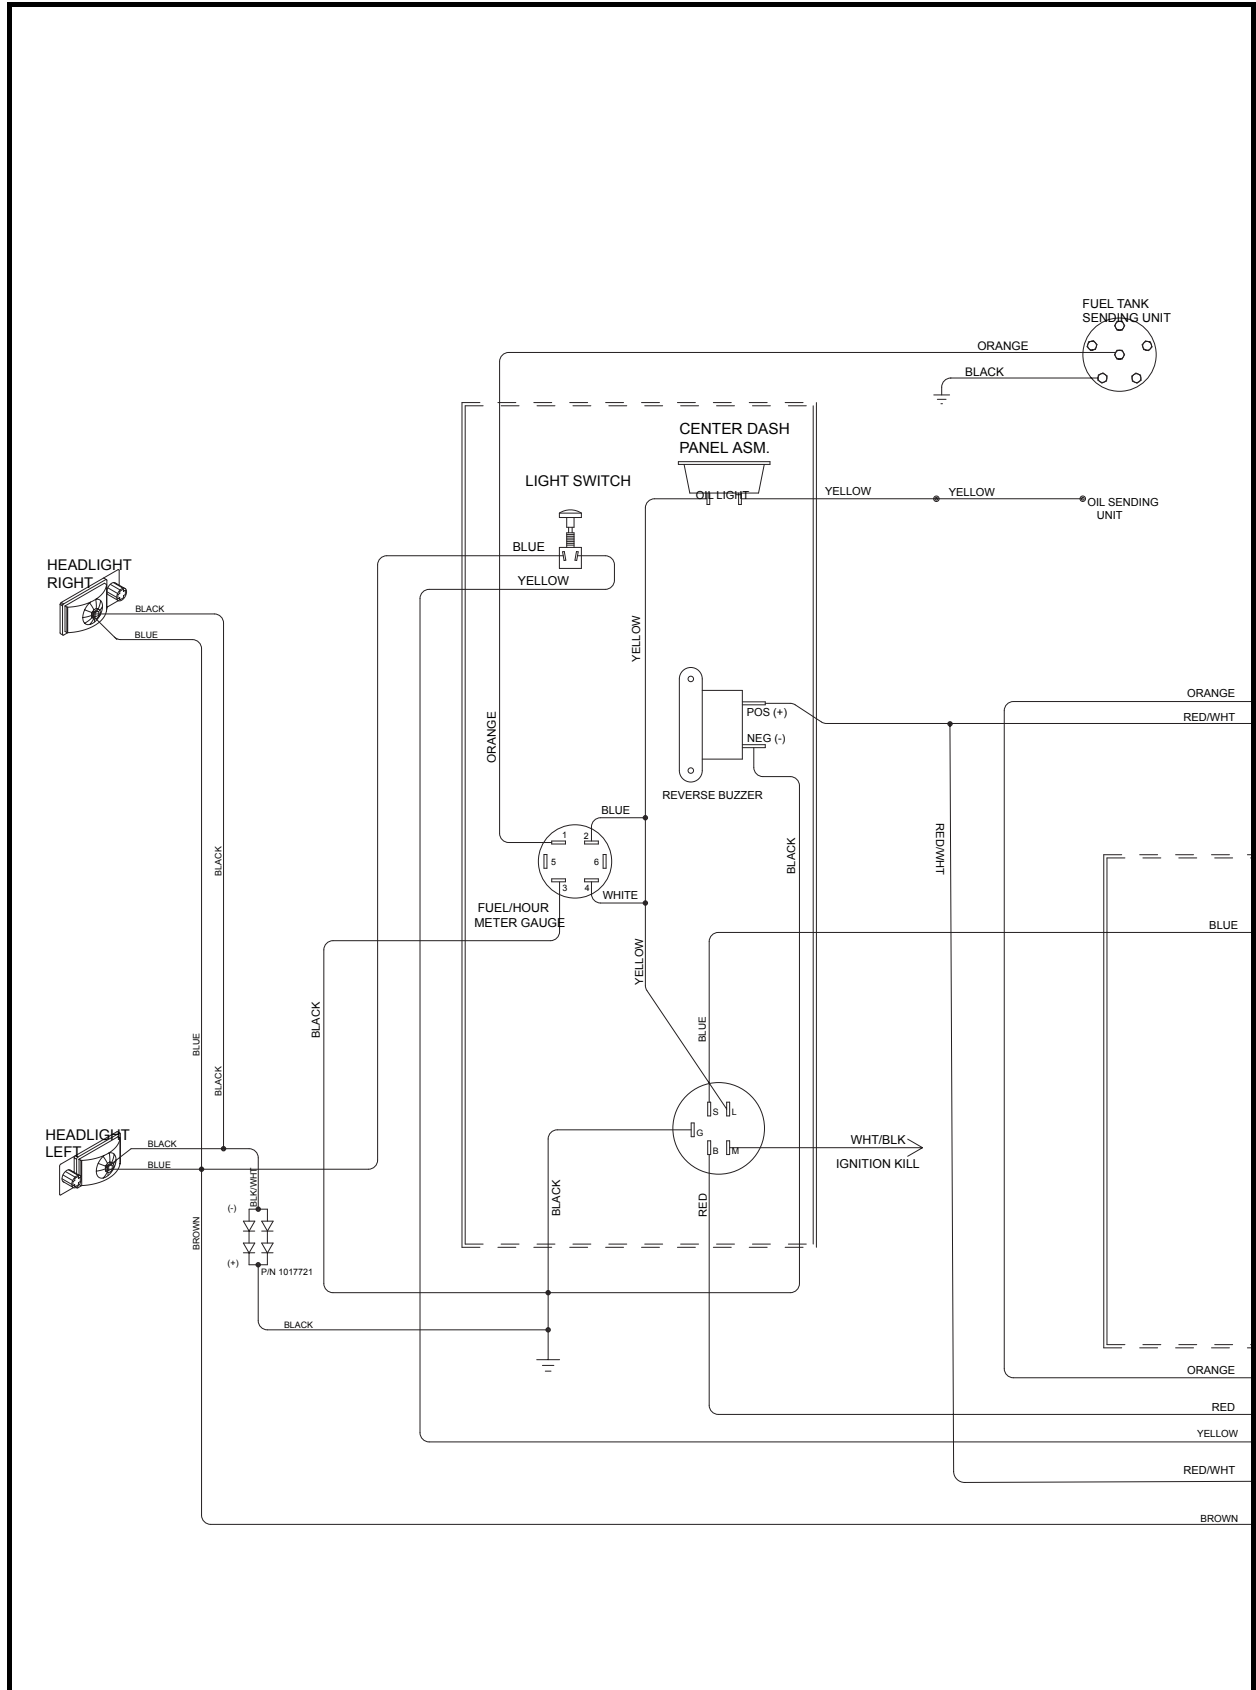 FUEL TANK
SENDING UNIT
ORANGE
BLACK
CENTER DASH
PANEL ASM.
LIGHT SWITCH
OIL LIGHT
YELLOW
YELLOW
OIL SENDING
UNIT
BLUE
YELLOW
HEADLIGHT
RIGHT
BLACK
BLUE
YELLOW
ORANGE
POS (+)
NEG (-)
REVERSE BUZZER
ORANGE
RED/WHT
BLUE
1
2
5
6
3
4
WHITE
FUEL/HOUR
METER GAUGE
BLACK
RED/WHT
BLACK
BLUE
YELLOW
BLACK
BLUE
BLUE
BLACK
S
L
G
B
M
WHT/BLK
IGNITION KILL
HEADLIGHT
LEFT
BLACK
BLUE
BLK/WHT
BLACK
RED
BROWN
(-)
(+)
P/N 1017721
BLACK
ORANGE
RED
YELLOW
RED/WHT
BROWN